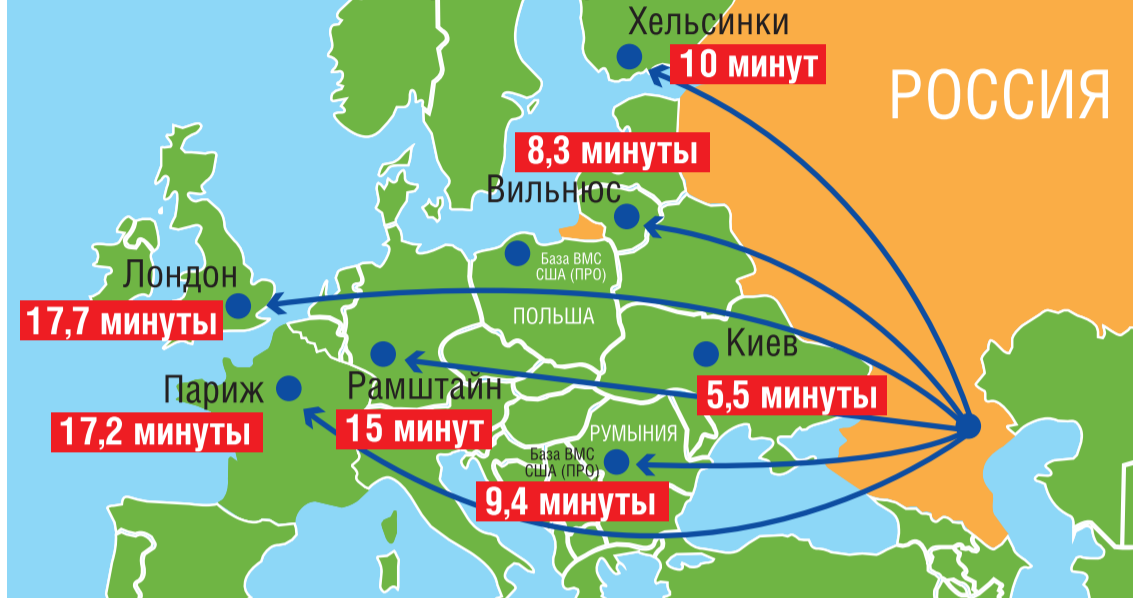 Хельсинки
10 минут
РОССИЯ
8,3 минуты
Вильнюс
База ВМС
США (ПРО)
Лондон
17,7 минуты
ПОЛЬША
Киев
5,5 минуты
Париж
17,2 минуты
Рамштайн
15 минут
РУМЫНИЯ
База ВМС
США (ПРО)
9,4 минуты